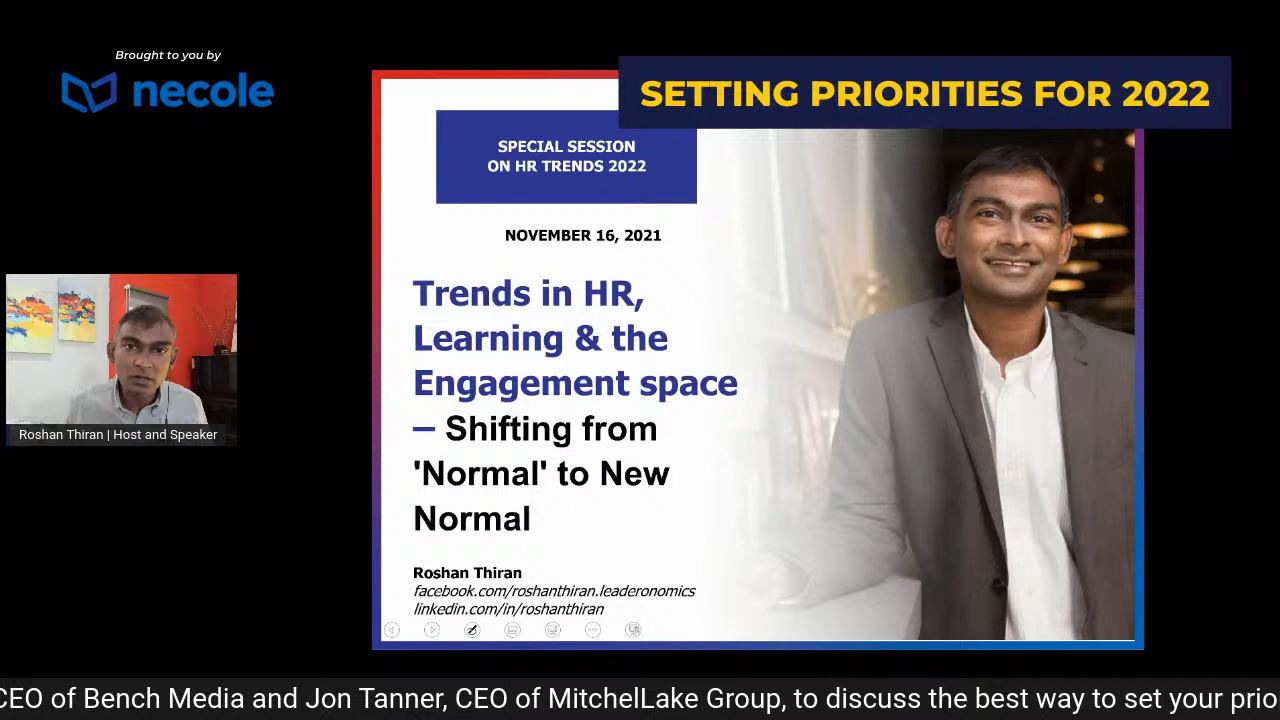 Brought to you by
necole
SETTING PRIORITIES FOR 2022
SPECIAL SESSION
ON HR TRENDS 2022
NOVEMBER 16, 2021
Trends in HR,
Learning & the
Engagement space
– Shifting from
'Normal' to New
Normal
Roshan Thiran
facebook.com/roshanthiran.leaderonomics
linkedin.com/in/roshanthiran
Roshan Thiran | Host and Speaker
CEO of Bench Media and Jon Tanner, CEO of MitchelLake Group, to discuss the best way to set your prio